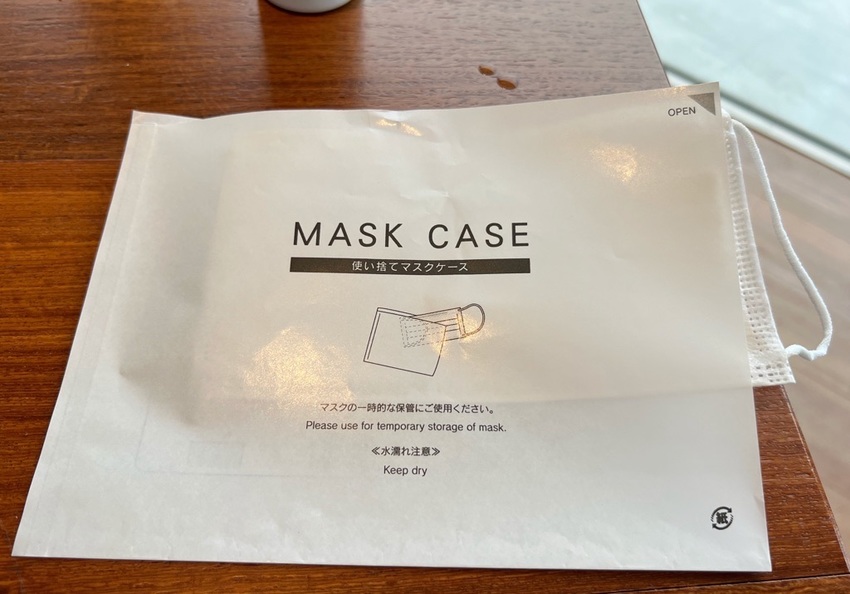 OPEN
MASK CASE
使い捨てマスクケース
マスクの一時的な保管にご使用ください。
Please use for temporary storage of mask.
≪水濡れ注意≫
Keep dry
紙